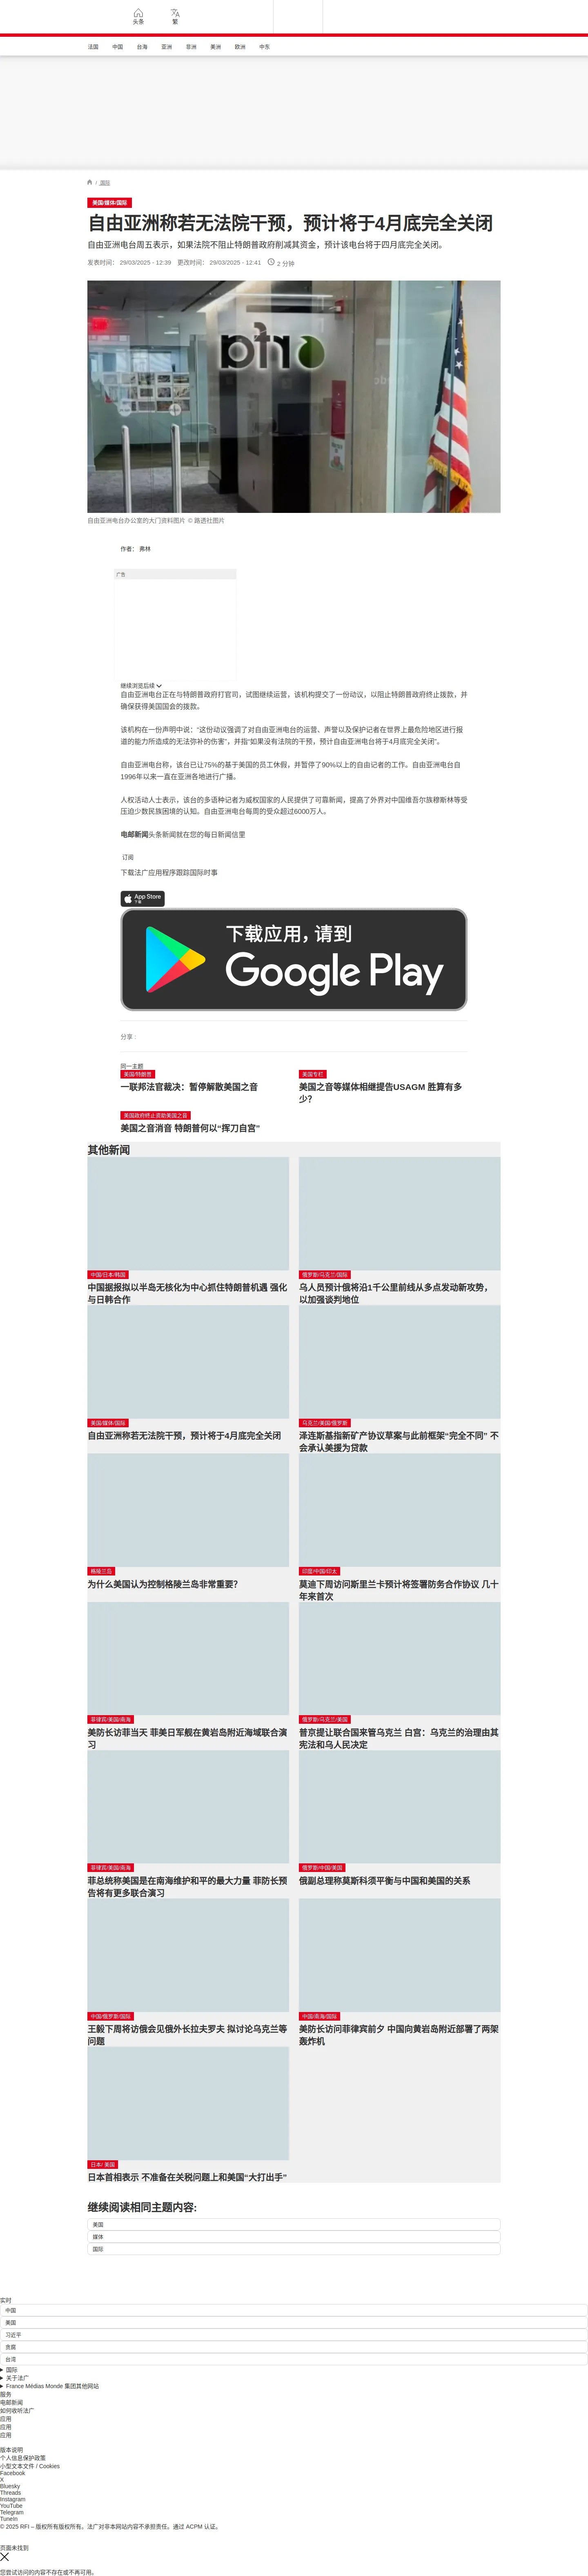 头条
繁
法国 中国 台海 亚洲 非洲 美洲 欧洲 中东
/ 国际
美国/媒体/国际
自由亚洲称若无法院干预，预计将于4月底完全关闭
自由亚洲电台周五表示，如果法院不阻止特朗普政府削减其资金，预计该电台将于四月底完全关闭。
发表时间： 29/03/2025 - 12:39 更改时间： 29/03/2025 - 12:41 2 分钟
rfa
自由亚洲电台办公室的大门资料图片 © 路透社图片
作者： 弗林
广告
继续浏览后续
自由亚洲电台正在与特朗普政府打官司，试图继续运营，该机构提交了一份动议，以阻止特朗普政府终止拨款，并
确保获得美国国会的拨款。
该机构在一份声明中说：“这份动议强调了对自由亚洲电台的运营、声誉以及保护记者在世界上最危险地区进行报
道的能力所造成的无法弥补的伤害”，并指“如果没有法院的干预，预计自由亚洲电台将于4月底完全关闭”。
自由亚洲电台称，该台已让75%的基于美国的员工休假，并暂停了90%以上的自由记者的工作。自由亚洲电台自
1996年以来一直在亚洲各地进行广播。
人权活动人士表示，该台的多语种记者为威权国家的人民提供了可靠新闻，提高了外界对中国维吾尔族穆斯林等受
压迫少数民族困境的认知。自由亚洲电台每周的受众超过6000万人。
电邮新闻头条新闻就在您的每日新闻信里
订阅
下载法广应用程序跟踪国际时事
App Store
下载
下载应用，请到
Google Play
分享 :
同一主题
美国/特朗普
一联邦法官裁决：暂停解散美国之音
美国专栏
美国之音等媒体相继提告USAGM 胜算有多
少？
美国政府终止资助美国之音
美国之音消音 特朗普何以“挥刀自宫”
其他新闻
中国/日本/韩国
中国据报拟以半岛无核化为中心抓住特朗普机遇 强化
与日韩合作
俄罗斯/乌克兰/国际
乌人员预计俄将沿1千公里前线从多点发动新攻势，
以加强谈判地位
美国/媒体/国际
自由亚洲称若无法院干预，预计将于4月底完全关闭
乌克兰/美国/俄罗斯
泽连斯基指新矿产协议草案与此前框架“完全不同” 不
会承认美援为贷款
格陵兰岛
为什么美国认为控制格陵兰岛非常重要?
印度/中国/印太
莫迪下周访问斯里兰卡预计将签署防务合作协议 几十
年来首次
菲律宾/美国/南海
美防长访菲当天 菲美日军舰在黄岩岛附近海域联合演
习
俄罗斯/乌克兰/美国
普京提让联合国来管乌克兰 白宫：乌克兰的治理由其
宪法和乌人民决定
菲律宾/美国/南海
菲总统称美国是在南海维护和平的最大力量 菲防长预
告将有更多联合演习
俄罗斯/中国/美国
俄副总理称莫斯科须平衡与中国和美国的关系
中国/俄罗斯/国际
王毅下周将访俄会见俄外长拉夫罗夫 拟讨论乌克兰等
问题
中国/南海/国际
美防长访问菲律宾前夕 中国向黄岩岛附近部署了两架
轰炸机
日本/ 美国
日本首相表示 不准备在关税问题上和美国“大打出手”
继续阅读相同主题内容:
美国
媒体
国际
实时
中国
美国
习近平
贪腐
台湾
国际
关于法广
France Médias Monde 集团其他网站
服务
电邮新闻
如何收听法广
应用
应用
应用
版本说明
个人信息保护政策
小型文本文件 / Cookies
Facebook
X
Bluesky
Threads
Instagram
YouTube
Telegram
TuneIn
© 2025 RFI – 版权所有版权所有。法广对非本网站内容不承担责任。通过 ACPM 认证。
页面未找到
您尝试访问的内容不存在或不再可用。